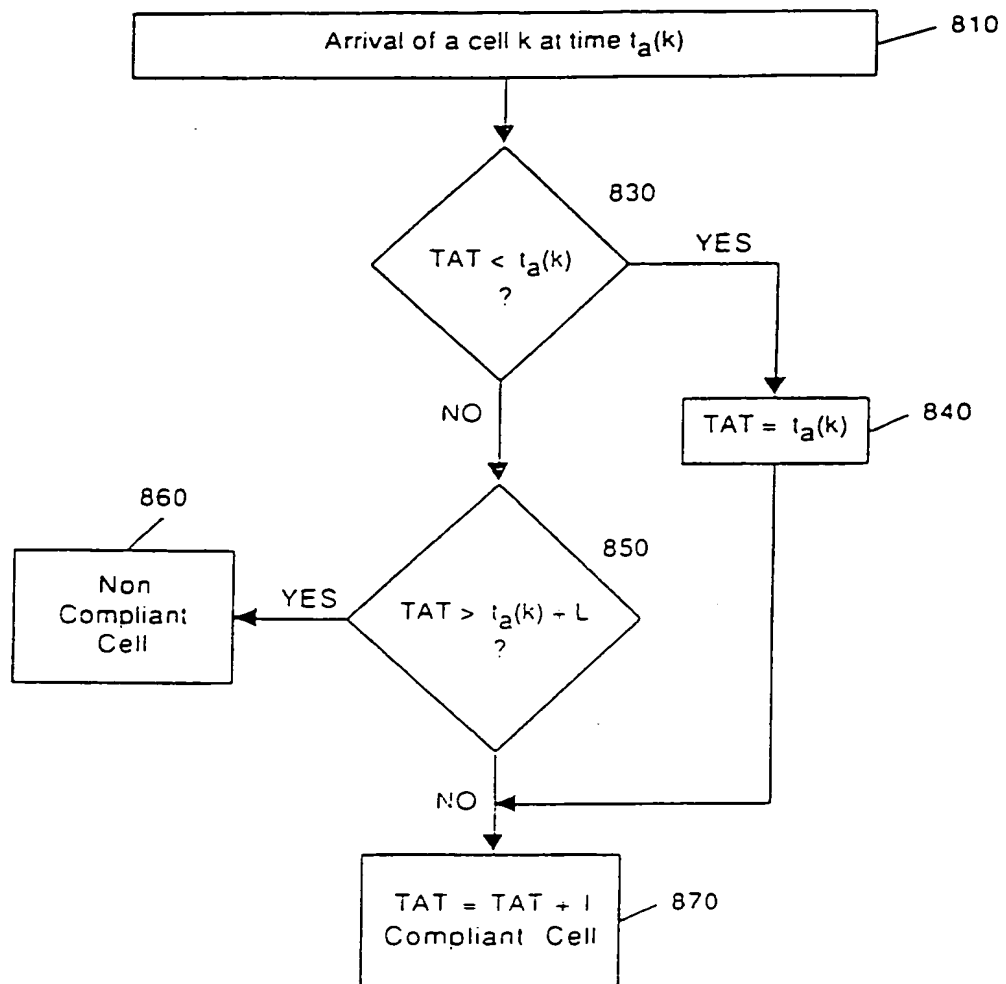 Arrival of a cell k at time ta(k)
810
830
TAT < ta(k)
?
YES
NO
TAT = ta(k)
840
860
Non
Compliant
Cell
YES
850
TAT > ta(k) + L
?
NO
TAT = TAT + I
Compliant Cell
870